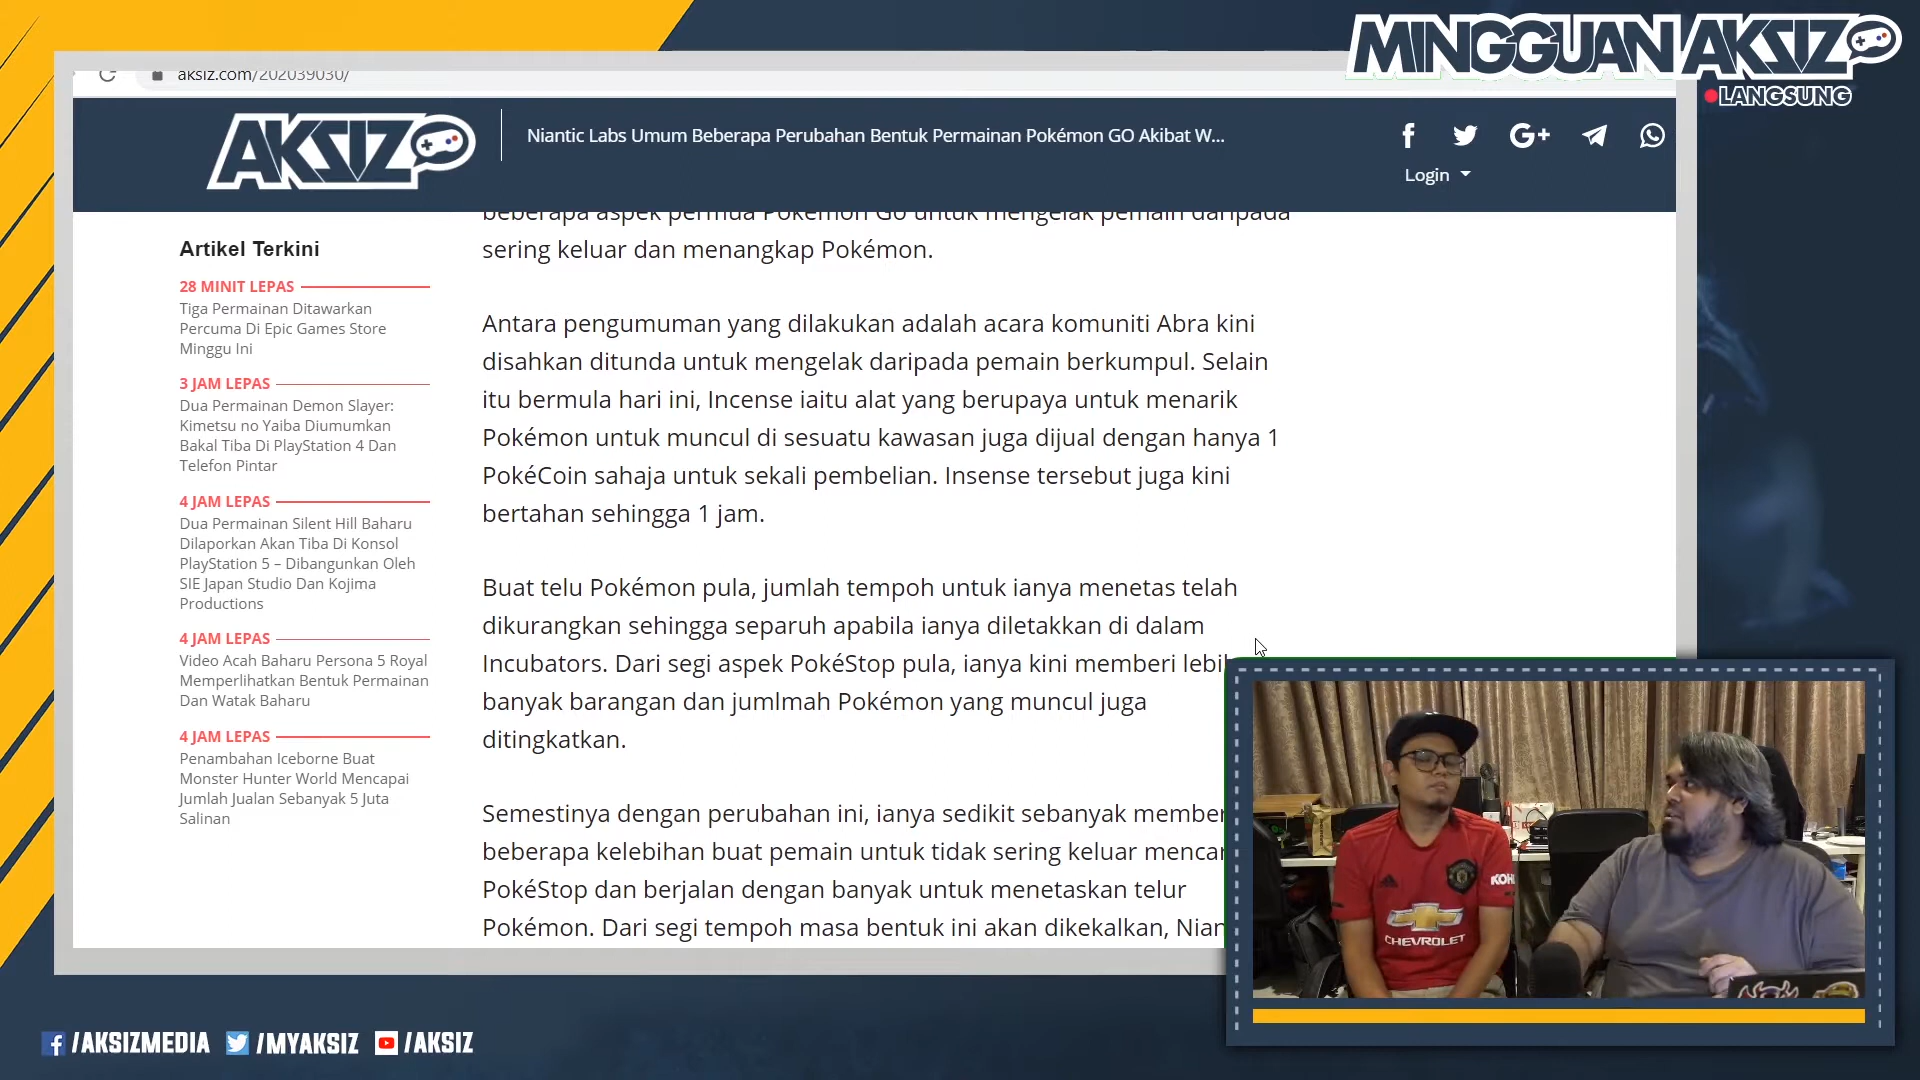 MINGGUAN AKSIZ
LANGSUNG
aksiz.com/202039030/
AKSIZ
Niantic Labs Umum Beberapa Perubahan Bentuk Permainan Pokémon GO Akibat W...
Login
Artikel Terkini
28 MINIT LEPAS
Tiga Permainan Ditawarkan
Percuma Di Epic Games Store
Minggu Ini
3 JAM LEPAS
Dua Permainan Demon Slayer:
Kimetsu no Yaiba Diumumkan
Bakal Tiba Di PlayStation 4 Dan
Telefon Pintar
4 JAM LEPAS
Dua Permainan Silent Hill Baharu
Dilaporkan Akan Tiba Di Konsol
PlayStation 5 – Dibangunkan Oleh
SIE Japan Studio Dan Kojima
Productions
4 JAM LEPAS
Video Acah Baharu Persona 5 Royal
Memperlihatkan Bentuk Permainan
Dan Watak Baharu
4 JAM LEPAS
Penambahan Iceborne Buat
Monster Hunter World Mencapai
Jumlah Jualan Sebanyak 5 Juta
Salinan
beberapa aspek permua Pokémon Go untuk mengelak pemain daripada
sering keluar dan menangkap Pokémon.
Antara pengumuman yang dilakukan adalah acara komuniti Abra kini
disahkan ditunda untuk mengelak daripada pemain berkumpul. Selain
itu bermula hari ini, Incense iaitu alat yang berupaya untuk menarik
Pokémon untuk muncul di sesuatu kawasan juga dijual dengan hanya 1
PokéCoin sahaja untuk sekali pembelian. Insense tersebut juga kini
bertahan sehingga 1 jam.
Buat telu Pokémon pula, jumlah tempoh untuk ianya menetas telah
dikurangkan sehingga separuh apabila ianya diletakkan di dalam
Incubators. Dari segi aspek PokéStop pula, ianya kini memberi lebih
banyak barangan dan jumlmah Pokémon yang muncul juga
ditingkatkan.
Semestinya dengan perubahan ini, ianya sedikit sebanyak member
beberapa kelebihan buat pemain untuk tidak sering keluar mencar
PokéStop dan berjalan dengan banyak untuk menetaskan telur
Pokémon. Dari segi tempoh masa bentuk ini akan dikekalkan, Nian
KOHL
CHEVROLET
/AKSIZMEDIA
/MYAKSIZ
/AKSIZ